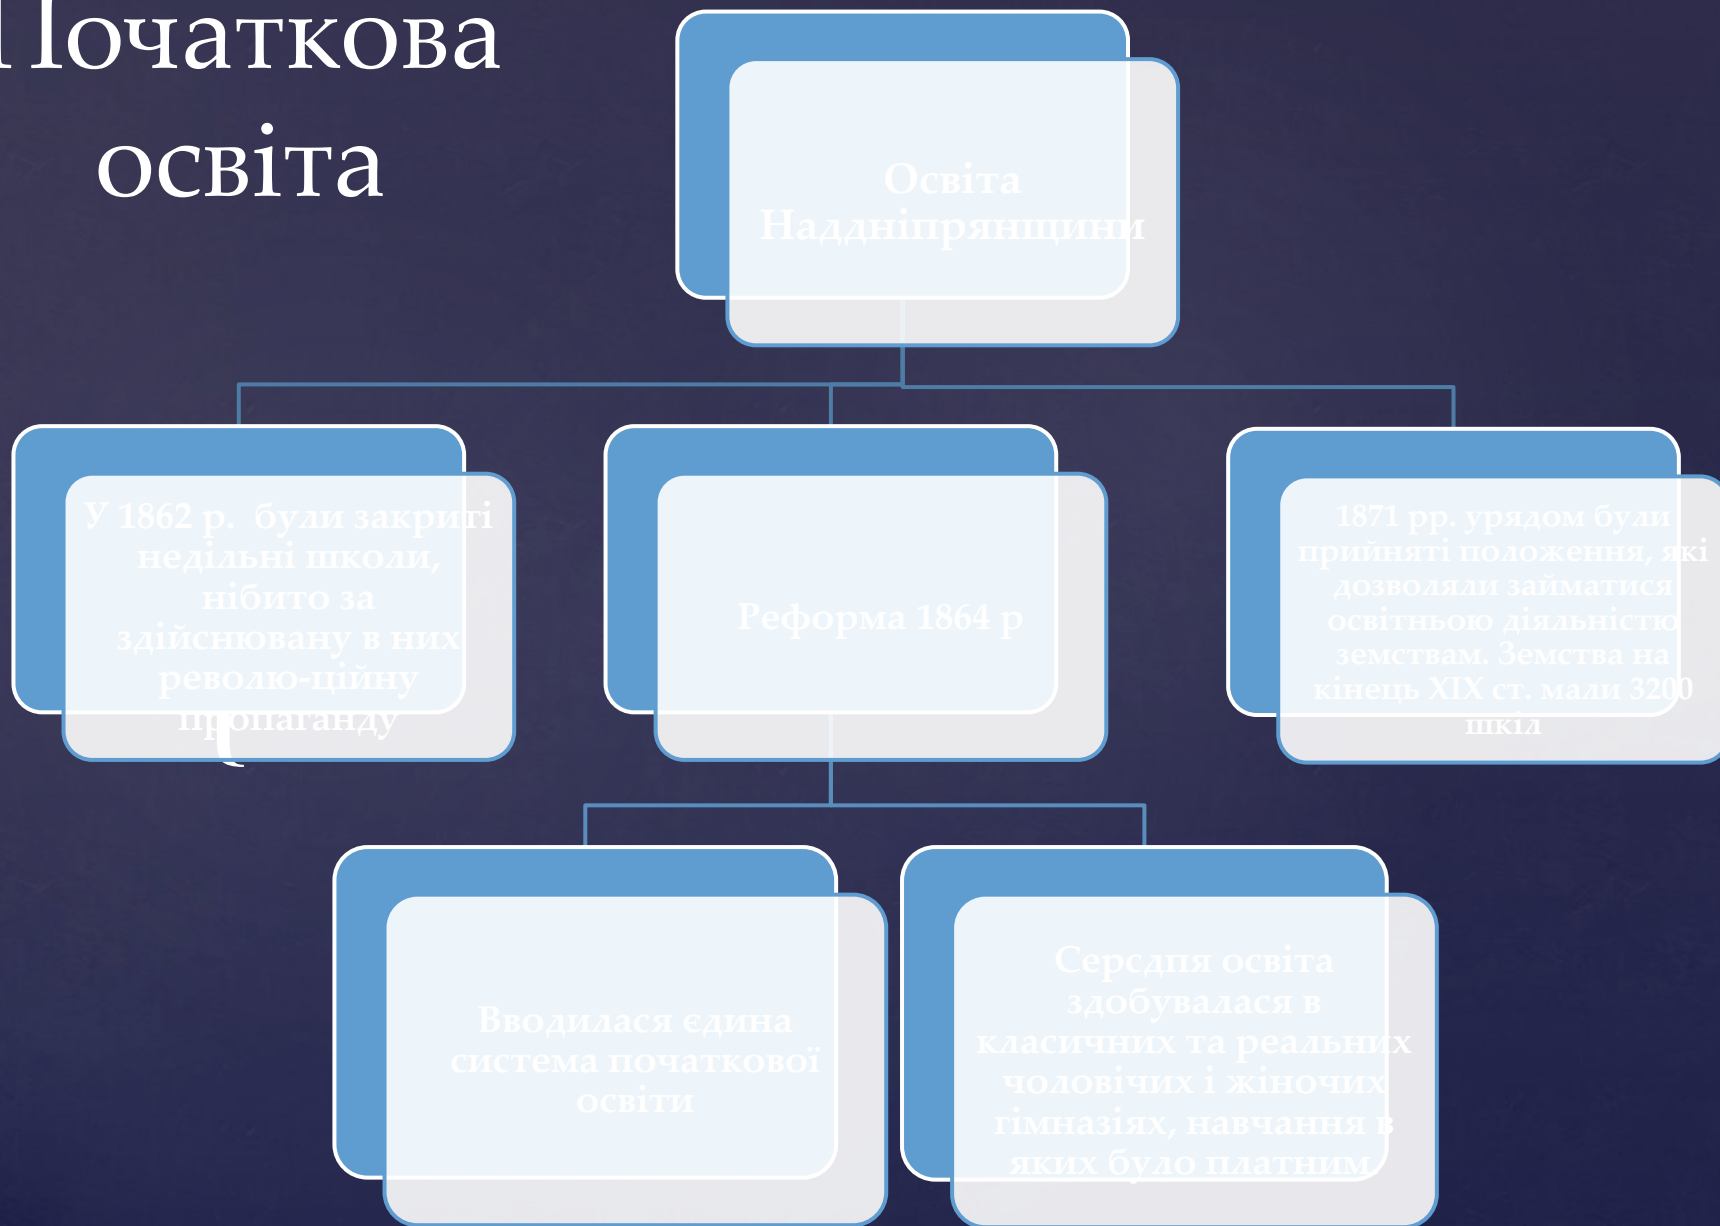 Початкова
освіта
Освіта
Наддніпрянщини
У 1862 р. були закриті
недільні школи,
нібито за
здійснювану в них
револю-ційну
пропаганду
Реформа 1864 р
1871 рр. урядом були
прийняті положення, які
дозволяли займатися
освітньою діяльністю
земствам. Земства на
кінець XIX ст. мали 3200
шкіл
Вводилася єдина
система початкової
освіти
Серсдпя освіта
здобувалася в
класичних та реальних
чоловічих і жіночих
гімназіях, навчання в
яких було платним.